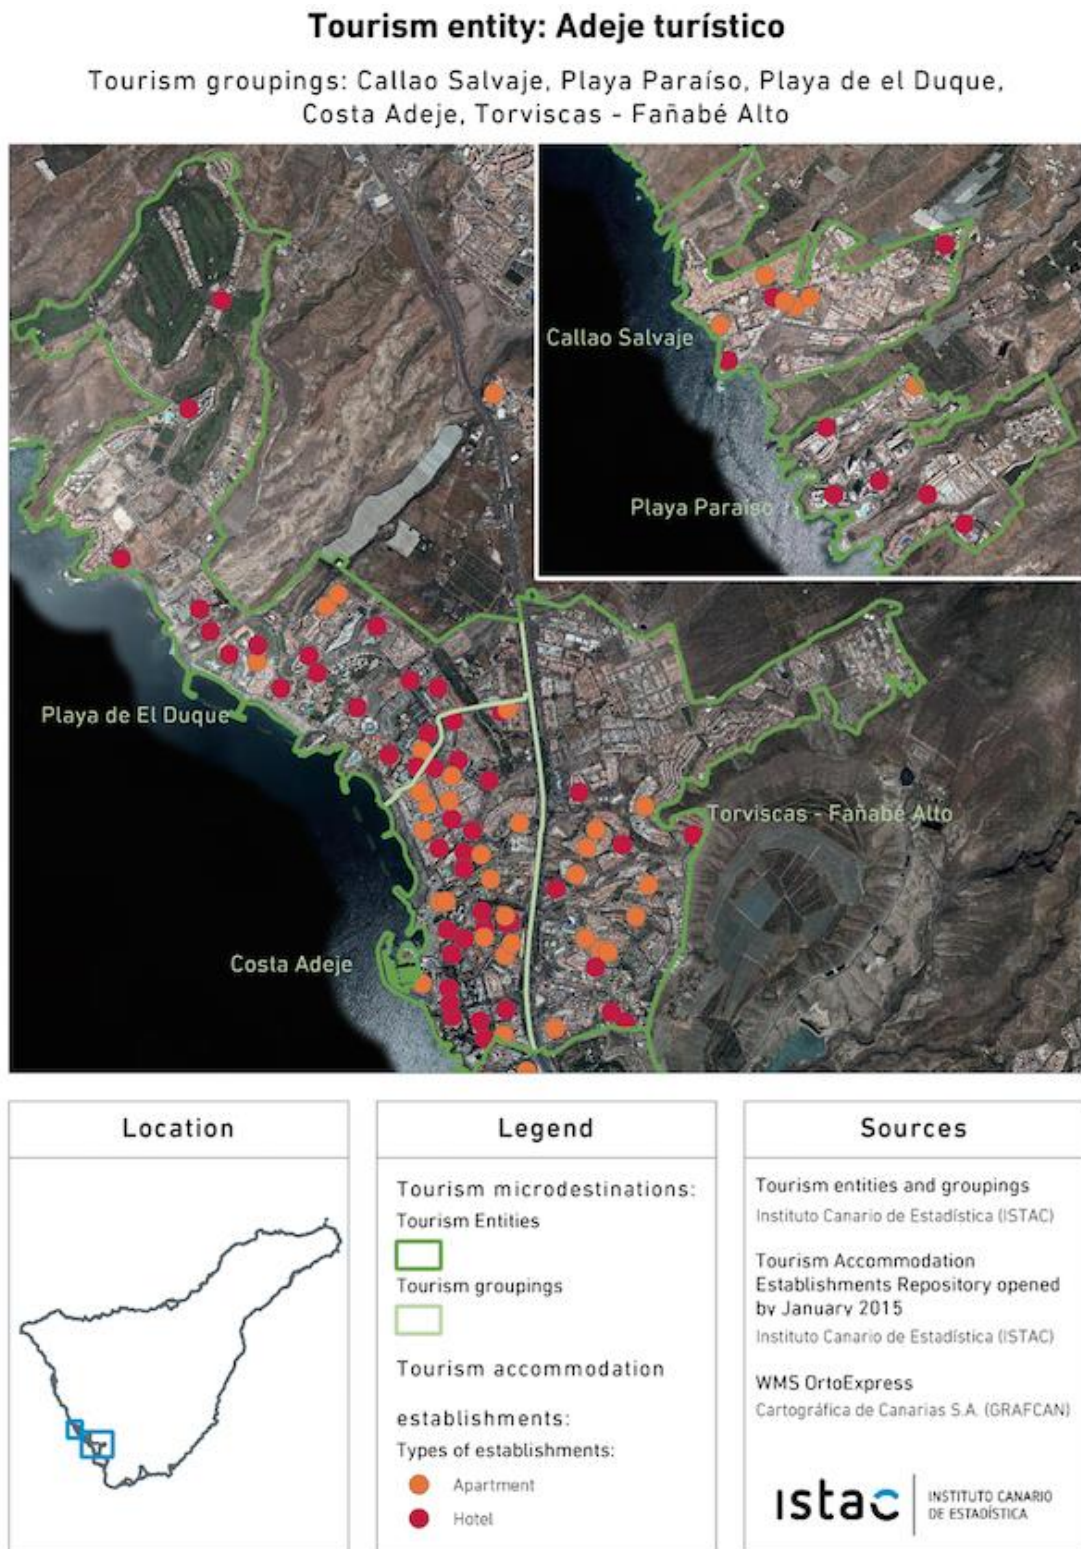 Tourism entity: Adeje turístico
Tourism groupings: Callao Salvaje, Playa Paraíso, Playa de el Duque,
Costa Adeje, Torviscas - Fañabé Alto
Callao Salvaje
Playa Paraíso
Playa de El Duque
Torviscas - Fañabé Alto
Costa Adeje
Location
Legend
Tourism microdestinations:
Tourism Entities
Tourism groupings
Tourism accommodation
establishments:
Types of establishments:
Apartment
Hotel
Sources
Tourism entities and groupings
Instituto Canario de Estadística (ISTAC)
Tourism Accommodation
Establishments Repository opened
by January 2015
Instituto Canario de Estadística (ISTAC)
WMS OrtoExpress
Cartográfica de Canarias S.A. (GRAFCAN)
istac
INSTITUTO CANARIO
DE ESTADÍSTICA